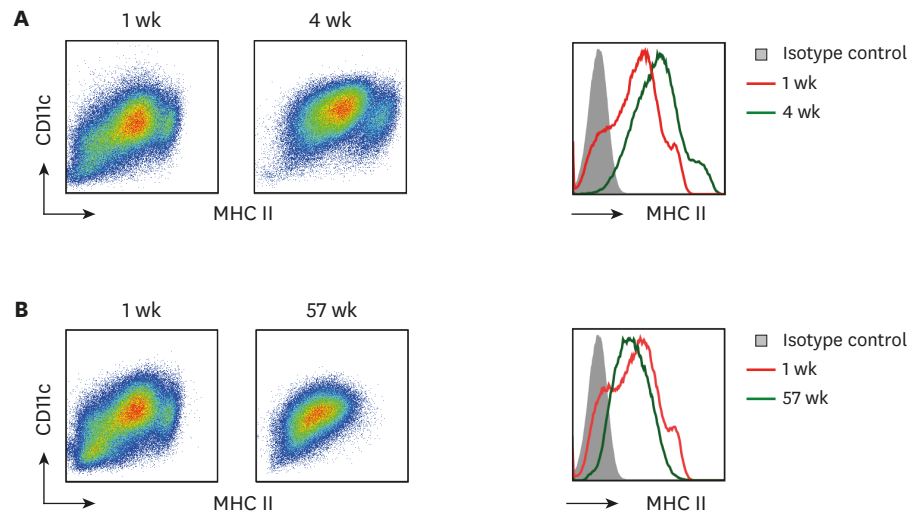 A
1 wk
4 wk
CD11c
MHC II
MHC II
Isotype control
1 wk
4 wk
B
1 wk
57 wk
CD11c
MHC II
MHC II
Isotype control
1 wk
57 wk